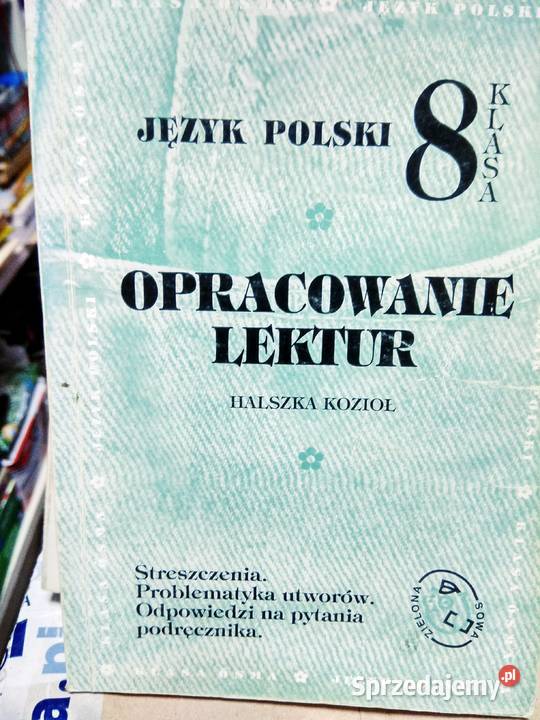 JĘZYK POLSKI
8
KLASA
OPRACOWANIE
LEKTUR
HALSZKA KOZIOŁ
Streszczenia.
Problematyka utworów.
Odpowiedzi na pytania
podręcznika.
ZIELONA SOWA
Sprzedajemy.pl